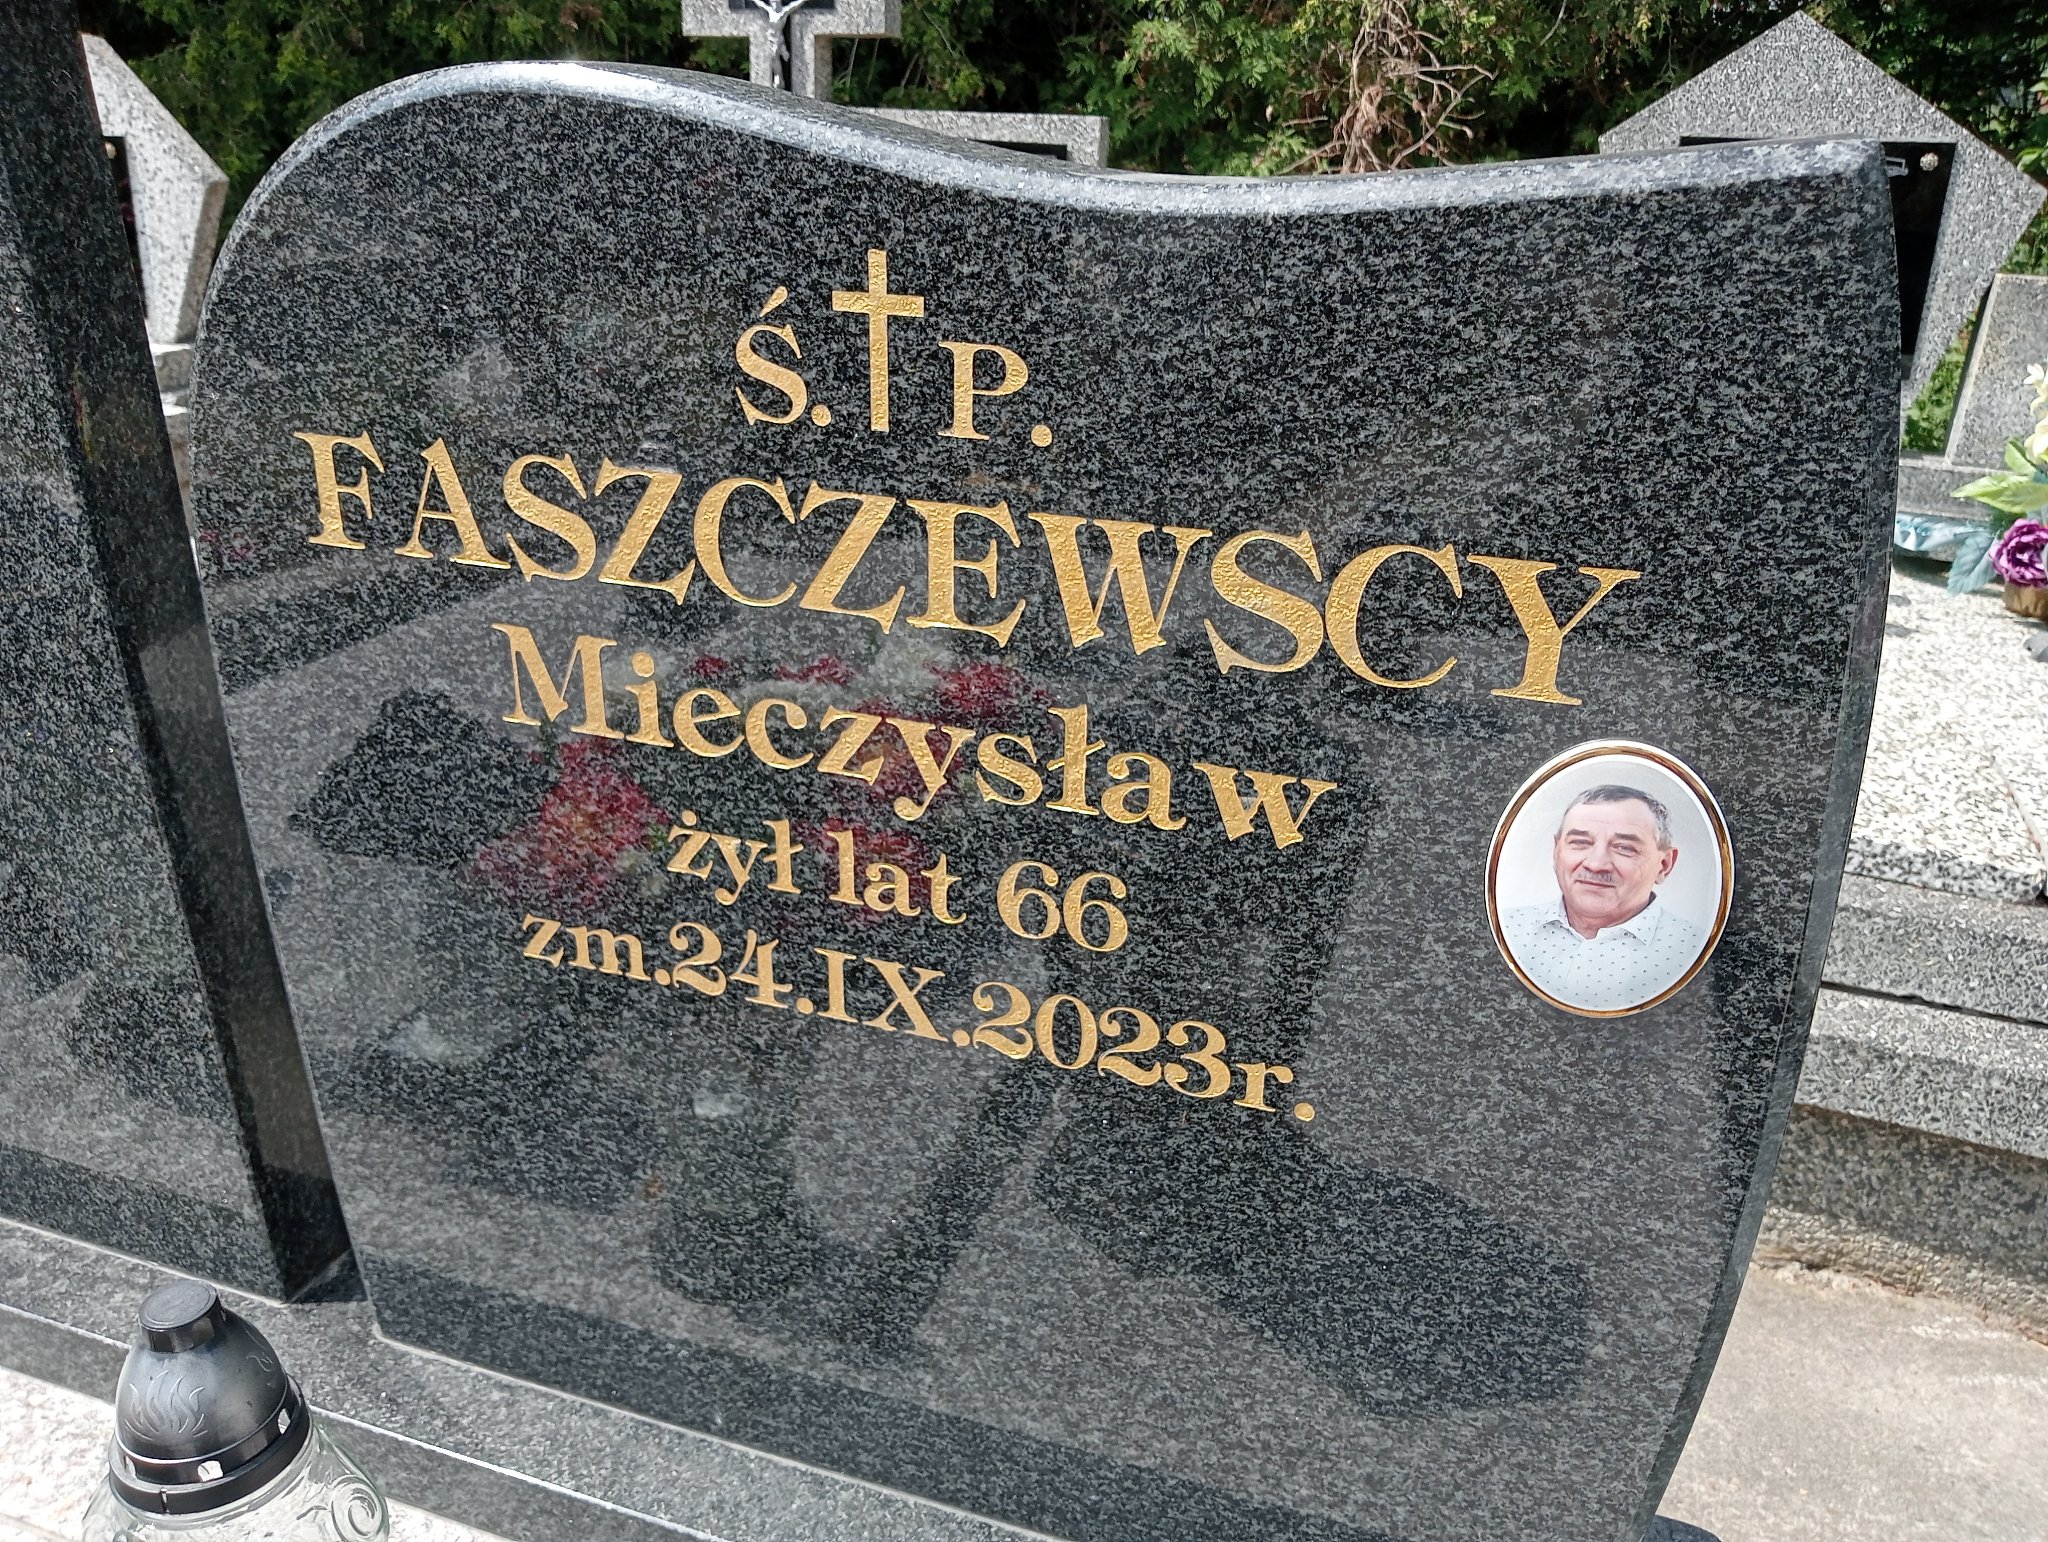 Ś.P.
FASZCZEWSCY
Mieczysław
żył lat 66
zm.24.IX.2023r.